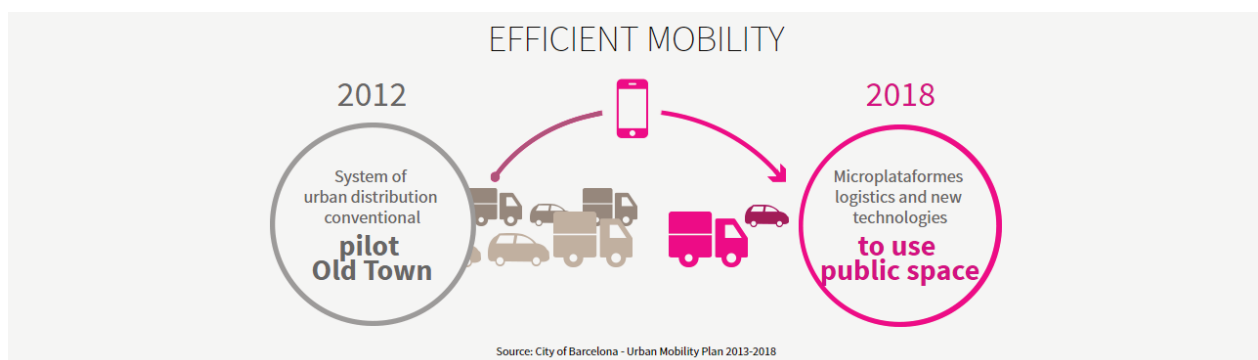 EFFICIENT MOBILITY
2012
System of
urban distribution
conventional
pilot
Old Town
2018
Microplataformes
logistics and new
technologies
to use
public space
Source: City of Barcelona - Urban Mobility Plan 2013-2018